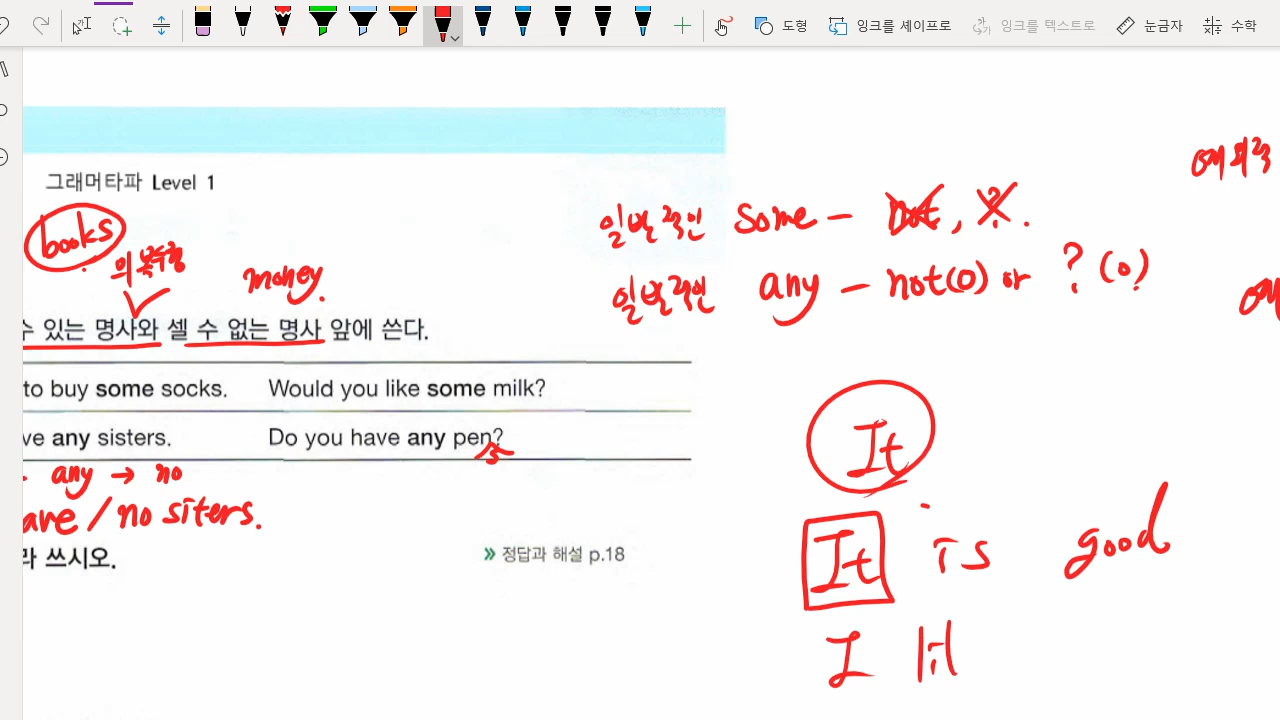 도형 잉크를 셰이프로 잉크를 텍스트로 눈금자 수학
그래머타파 Level 1
books
의 복수형
money.
일반적인 some – not, ? .
일반적인 any – not(O) or ? (O)
수 있는 명사와 셀 수 없는 명사 앞에 쓴다.
to buy some socks. Would you like some milk?
ve any sisters. Do you have any pen?
s
any → no
ave / no siters.
라 쓰시오.
» 정답과 해설 p.18
It
It is good
I